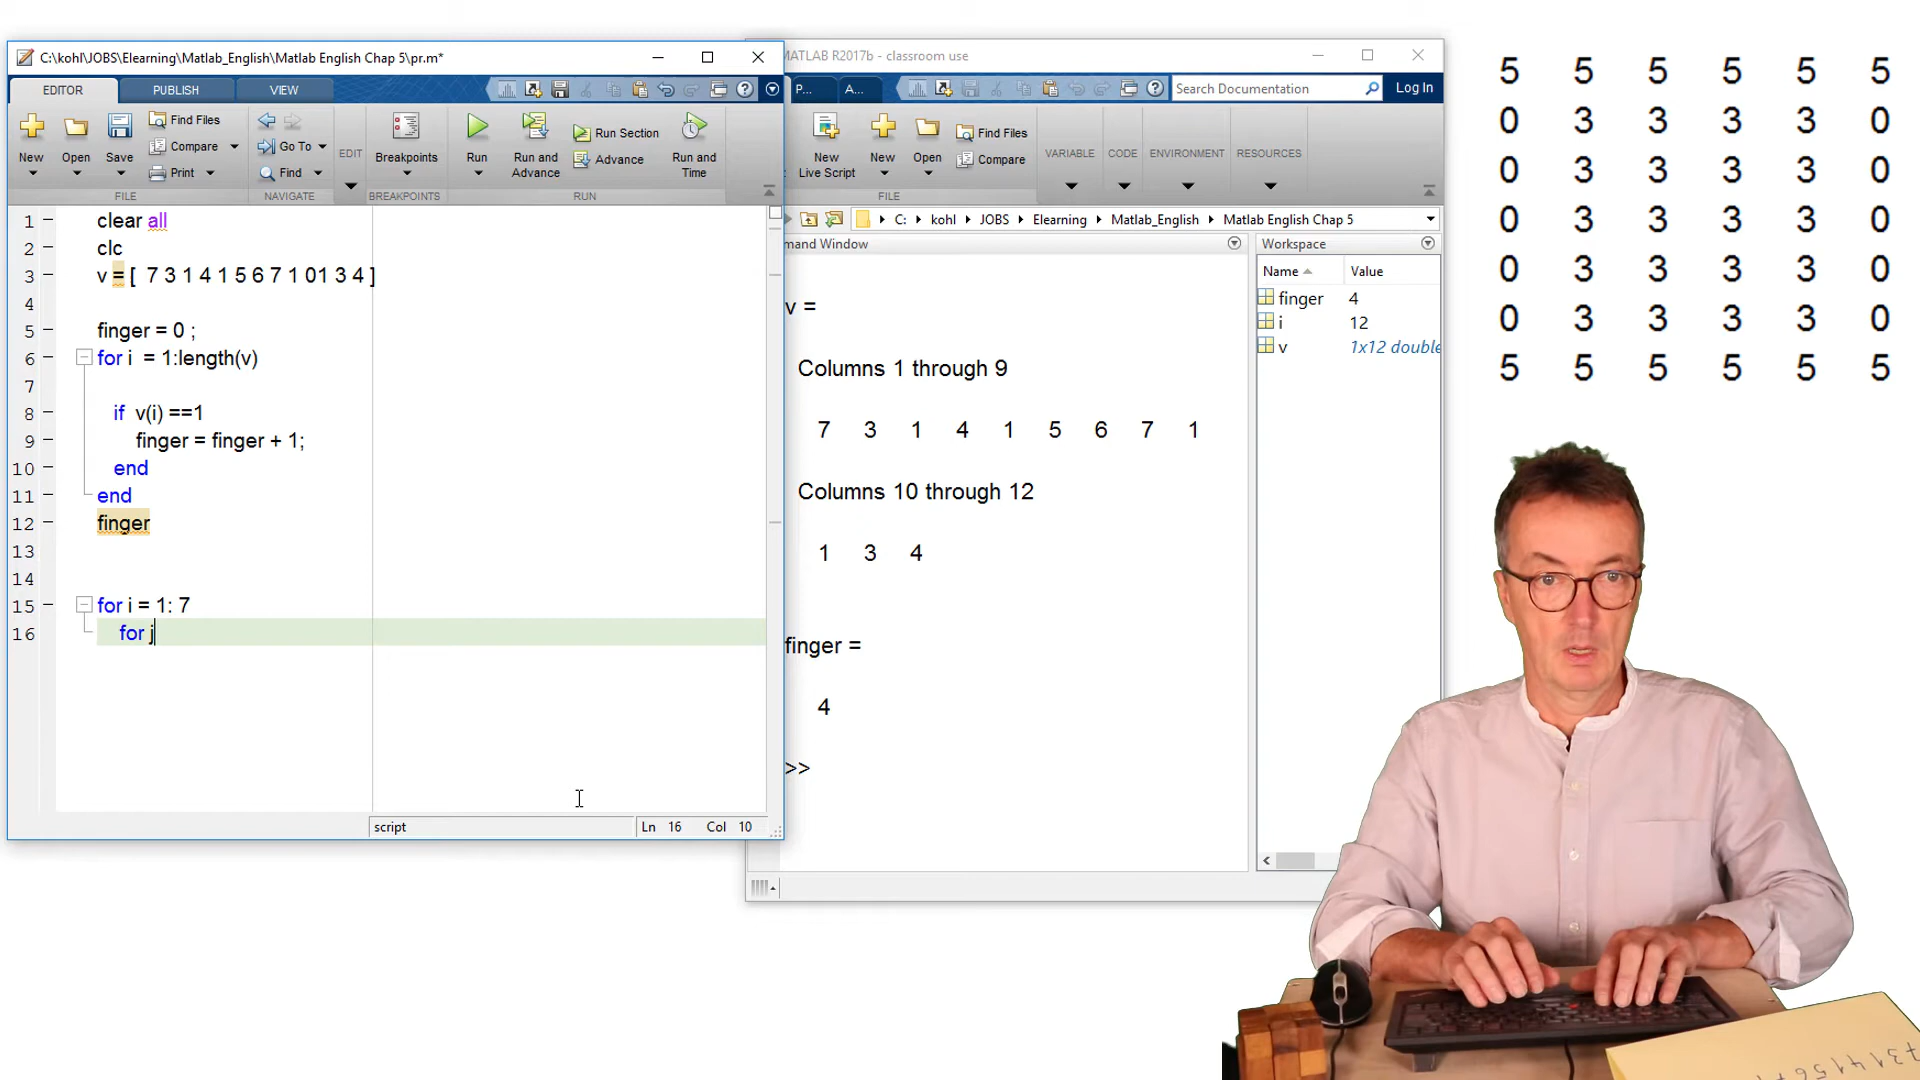 C:\kohl\JOBS\Elearning\Matlab_English\Matlab English Chap 5\pr.m*
EDITOR PUBLISH VIEW
New Open Save
Find Files
Compare
Print
Go To
Find
EDIT
Breakpoints
Run
Run and Advance
Run Section
Advance
Run and Time
FILE NAVIGATE BREAKPOINTS RUN
1 clear all
2 clc
3 v = [ 7 3 1 4 1 5 6 7 1 01 3 4 ]
4
5 finger = 0 ;
6 for i = 1:length(v)
7
8 if v(i) ==1
9 finger = finger + 1;
10 end
11 end
12 finger
13
14
15 for i = 1: 7
16 for j
script Ln 16 Col 10
MATLAB R2017b - classroom use
P... A...
Search Documentation
Log In
New Live Script
New
Open
Find Files
Compare
VARIABLE CODE ENVIRONMENT RESOURCES
FILE
C: kohl JOBS Elearning Matlab_English Matlab English Chap 5
mand Window
v =
Columns 1 through 9
7 3 1 4 1 5 6 7 1
Columns 10 through 12
1 3 4
finger =
4
>>
Workspace
Name Value
finger 4
i 12
v 1x12 double
5 5 5 5 5 5
0 3 3 3 3 0
0 3 3 3 3 0
0 3 3 3 3 0
0 3 3 3 3 0
0 3 3 3 3 0
5 5 5 5 5 5